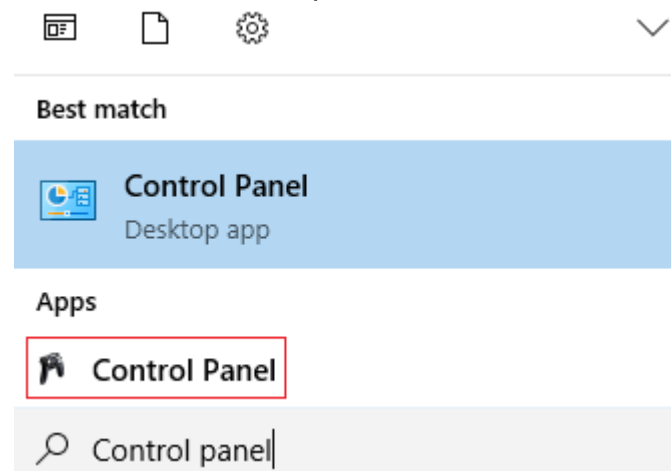 Best match
Control Panel
Desktop app
Apps
Control Panel
Control panel